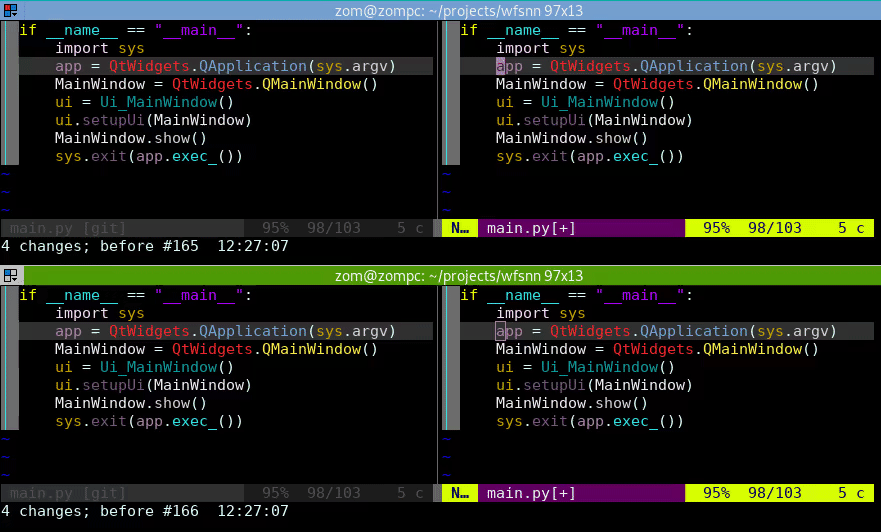 zom@zompc: ~/projects/wfsnn 97x13
if __name__ == "__main__":
    import sys
    app = QtWidgets.QApplication(sys.argv)
    MainWindow = QtWidgets.QMainWindow()
    ui = Ui_MainWindow()
    ui.setupUi(MainWindow)
    MainWindow.show()
    sys.exit(app.exec_())
~
~
~
main.py [git] 95% 98/103 5 c
if __name__ == "__main__":
    import sys
    app = QtWidgets.QApplication(sys.argv)
    MainWindow = QtWidgets.QMainWindow()
    ui = Ui_MainWindow()
    ui.setupUi(MainWindow)
    MainWindow.show()
    sys.exit(app.exec_())
~
~
~
N… main.py[+] 95% 98/103 5 c
4 changes; before #165 12:27:07
zom@zompc: ~/projects/wfsnn 97x13
if __name__ == "__main__":
    import sys
    app = QtWidgets.QApplication(sys.argv)
    MainWindow = QtWidgets.QMainWindow()
    ui = Ui_MainWindow()
    ui.setupUi(MainWindow)
    MainWindow.show()
    sys.exit(app.exec_())
~
~
~
main.py [git] 95% 98/103 5 c
if __name__ == "__main__":
    import sys
    app = QtWidgets.QApplication(sys.argv)
    MainWindow = QtWidgets.QMainWindow()
    ui = Ui_MainWindow()
    ui.setupUi(MainWindow)
    MainWindow.show()
    sys.exit(app.exec_())
~
~
~
N… main.py[+] 95% 98/103 5 c
4 changes; before #166 12:27:07